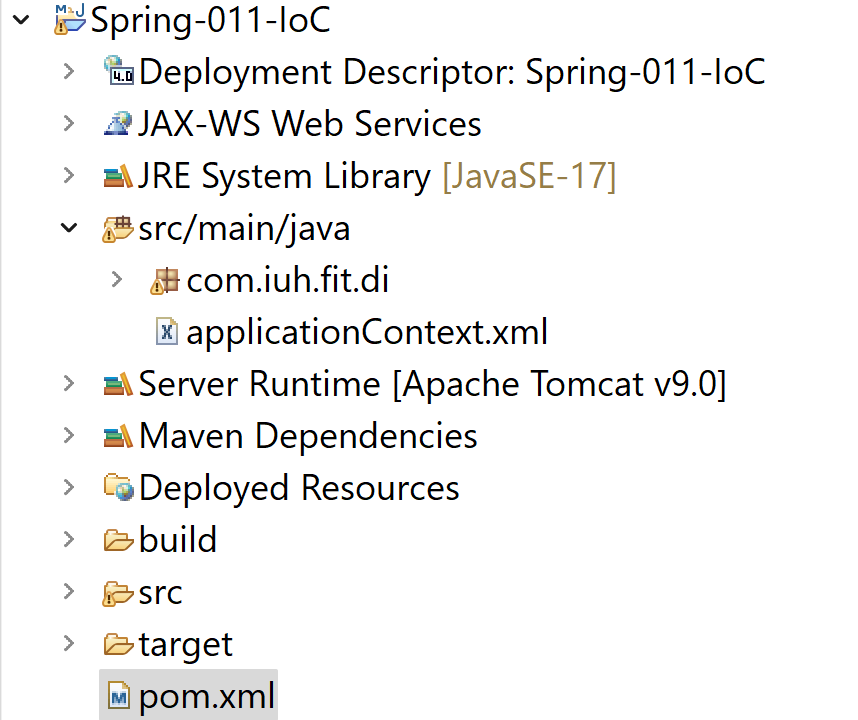 Spring-011-IoC
Deployment Descriptor: Spring-011-IoC
JAX-WS Web Services
JRE System Library [JavaSE-17]
src/main/java
com.iuh.fit.di
applicationContext.xml
Server Runtime [Apache Tomcat v9.0]
Maven Dependencies
Deployed Resources
build
src
target
pom.xml